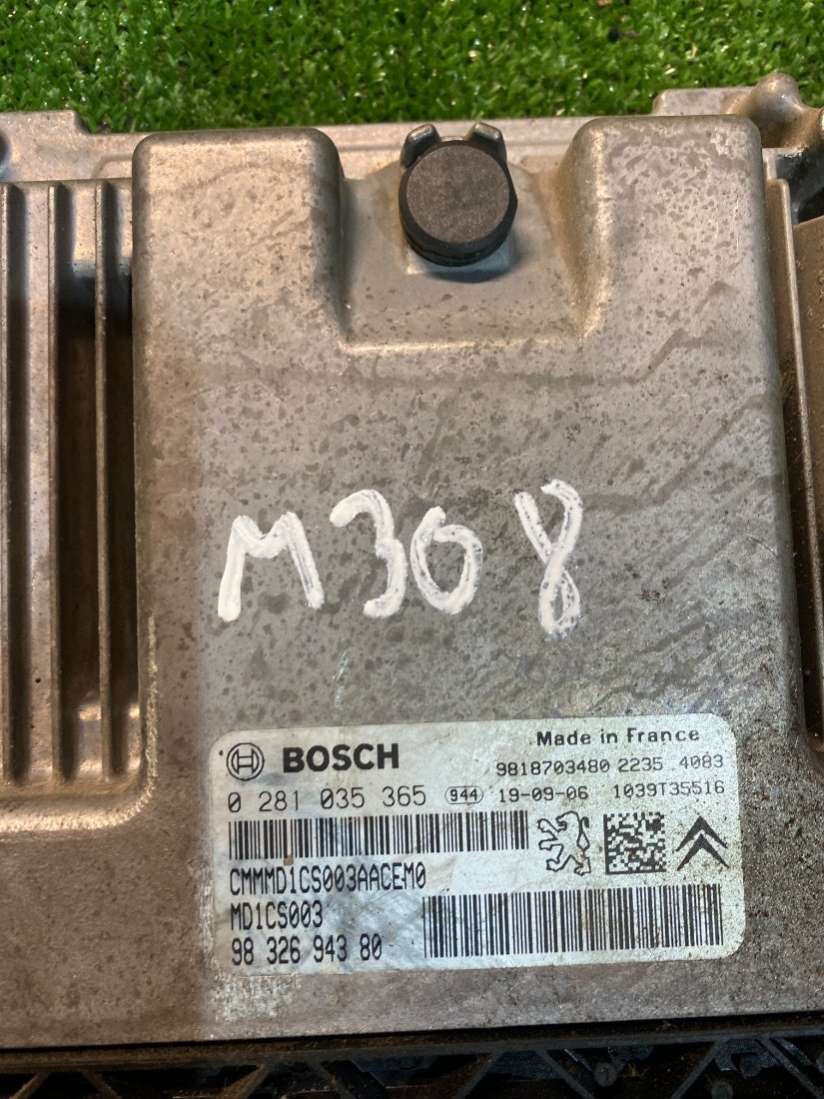 M308
BOSCH
Made in France
9818703480 2235 4083
0 281 035 365 944 19-09-06 1039T35516
CMMMD1CS003AACEM0
MD1CS003
98 326 943 80